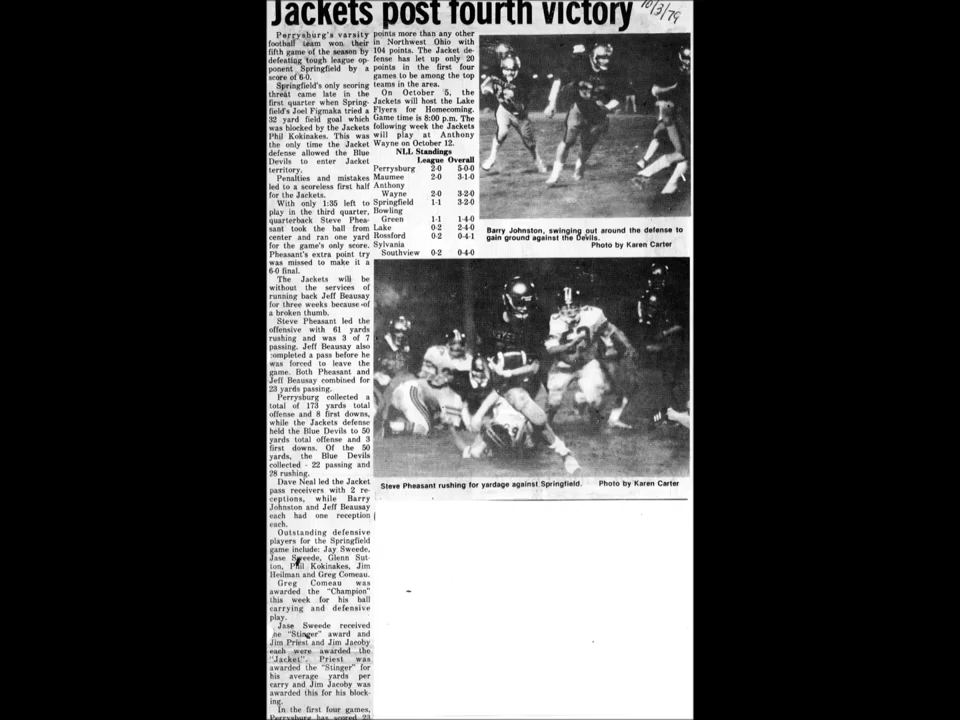 Jackets post fourth victory
10/3/79
Perrysburg's varsity
football team won their
fifth game of the season by
defeating tough league op-
ponent Springfield by a
score of 6-0.
Springfield's only scoring
threat came late in the
first quarter when Spring-
field's Joel Figmaka tried a
32 yard field goal which
was blocked by the Jackets
Phil Kokinakes. This was
the only time the Jacket
defense allowed the Blue
Devils to enter Jacket
territory.
Penalties and mistakes
led to a scoreless first half
for the Jackets.
With only 1:35 left to
play in the third quarter,
quarterback Steve Phea-
sant took the ball from
center and ran one yard
for the game's only score.
Pheasant's extra point try
was missed to make it a
6-0 final.
The Jackets will be
without the services of
running back Jeff Beausay
for three weeks because of
a broken thumb.
Steve Pheasant led the
offensive with 61 yards
rushing and was 3 of 7
passing. Jeff Beausay also
completed a pass before he
was forced to leave the
game. Both Pheasant and
Jeff Beausay combined for
23 yards passing.
Perrysburg collected a
total of 173 yards total
offense and 8 first downs,
while the Jackets defense
held the Blue Devils to 50
yards total offense and 3
first downs. Of the 50
yards, the Blue Devils
collected - 22 passing and
28 rushing.
Dave Neal led the Jacket
pass receivers with 2 re-
ceptions, while Barry
Johnston and Jeff Beausay
each had one reception
each.
Outstanding defensive
players for the Springfield
game include: Jay Sweede,
Jase Sweede, Glenn Sut-
ton, Phil Kokinakes, Jim
Heilman and Greg Comeau.
Greg Comeau was
awarded the "Champion"
this week for his ball
carrying and defensive
play.
Jase Sweede received
he "Stinger" award and
Jim Priest and Jim Jacoby
each were awarded the
"Jacket". Priest was
awarded the "Stinger" for
his average yards per
carry and Jim Jacoby was
awarded this for his block-
ing.
In the first four games,
Perrysburg has scored 23
points more than any other
in Northwest Ohio with
104 points. The Jacket de-
fense has let up only 20
points in the first four
games to be among the top
teams in the area.
On October 5, the
Jackets will host the Lake
Flyers for Homecoming.
Game time is 8:00 p.m. The
following week the Jackets
will play at Anthony
Wayne on October 12.
NLL Standings
League Overall
Perrysburg 2-0 5-0-0
Maumee 2-0 3-1-0
Anthony
Wayne 2-0 3-2-0
Springfield 1-1 3-2-0
Bowling
Green 1-1 1-4-0
Lake 0-2 2-4-0
Rossford 0-2 0-4-1
Sylvania
Southview 0-2 0-4-0
Barry Johnston, swinging out around the defense to
gain ground against the Devils.
Photo by Karen Carter
Steve Pheasant rushing for yardage against Springfield. Photo by Karen Carter